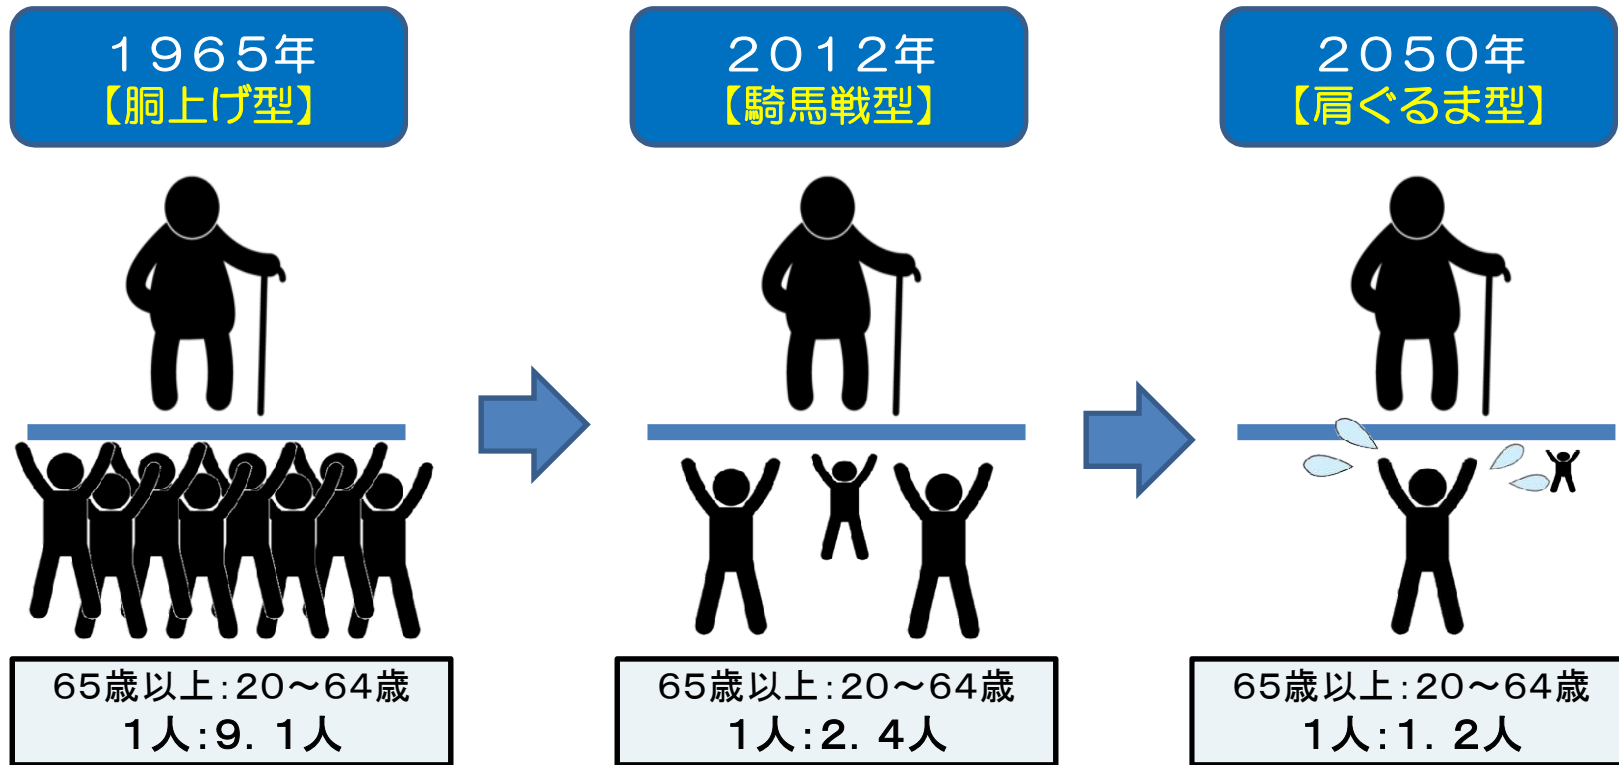 １９６５年
【胴上げ型】
２０１２年
【騎馬戦型】
２０５０年
【肩ぐるま型】
65歳以上：20～64歳
1人：9．1人
65歳以上：20～64歳
1人：2．4人
65歳以上：20～64歳
1人：1．2人